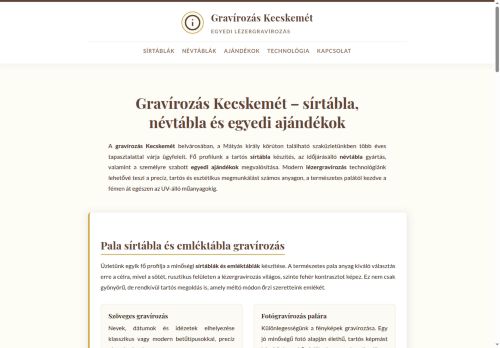 Gravírozás Kecskemét
EGYEDI LÉZERGRAVÍROZÁS
SÍRTÁBLÁK NÉVTÁBLÁK AJÁNDÉKOK TECHNOLÓGIA KAPCSOLAT
Gravírozás Kecskemét – sírtábla,
névtábla és egyedi ajándékok
A gravírozás Kecskemét belvárosában, a Mátyás király körúton található szaküzletünkben több éves
tapasztalattal várja ügyfeleit. Fő profilunk a tartós sírtábla készítés, az időjárásálló névtábla gyártás,
valamint a személyre szabott egyedi ajándékok megvalósítása. Modern lézergravírozás technológiánk
lehetővé teszi a precíz, tartós és esztétikus megmunkálást számos anyagon, a természetes palától kezdve a
fémen át egészen az UV-álló műanyagokig.
Pala sírtábla és emléktábla gravírozás
Üzletünk egyik fő profilja a minőségi sírtáblák és emléktáblák készítése. A természetes pala anyag kiváló választás
erre a célra, mivel a sötét, rusztikus felületen a lézergravírozás világos, szinte fehér kontrasztot képez. Ez nem csak
gyönyörű, de rendkívül tartós megoldás is, amely méltó módon őrzi szeretteink emlékét.
Szöveges gravírozás
Nevek, dátumok és idézetek elhelyezése
klasszikus vagy modern betűtípusokkal, precíz
Fotógravírozás palára
Különlegességünk a fényképek gravírozása. Egy
jó minőségű fotó alapján élethű, tartós képmást